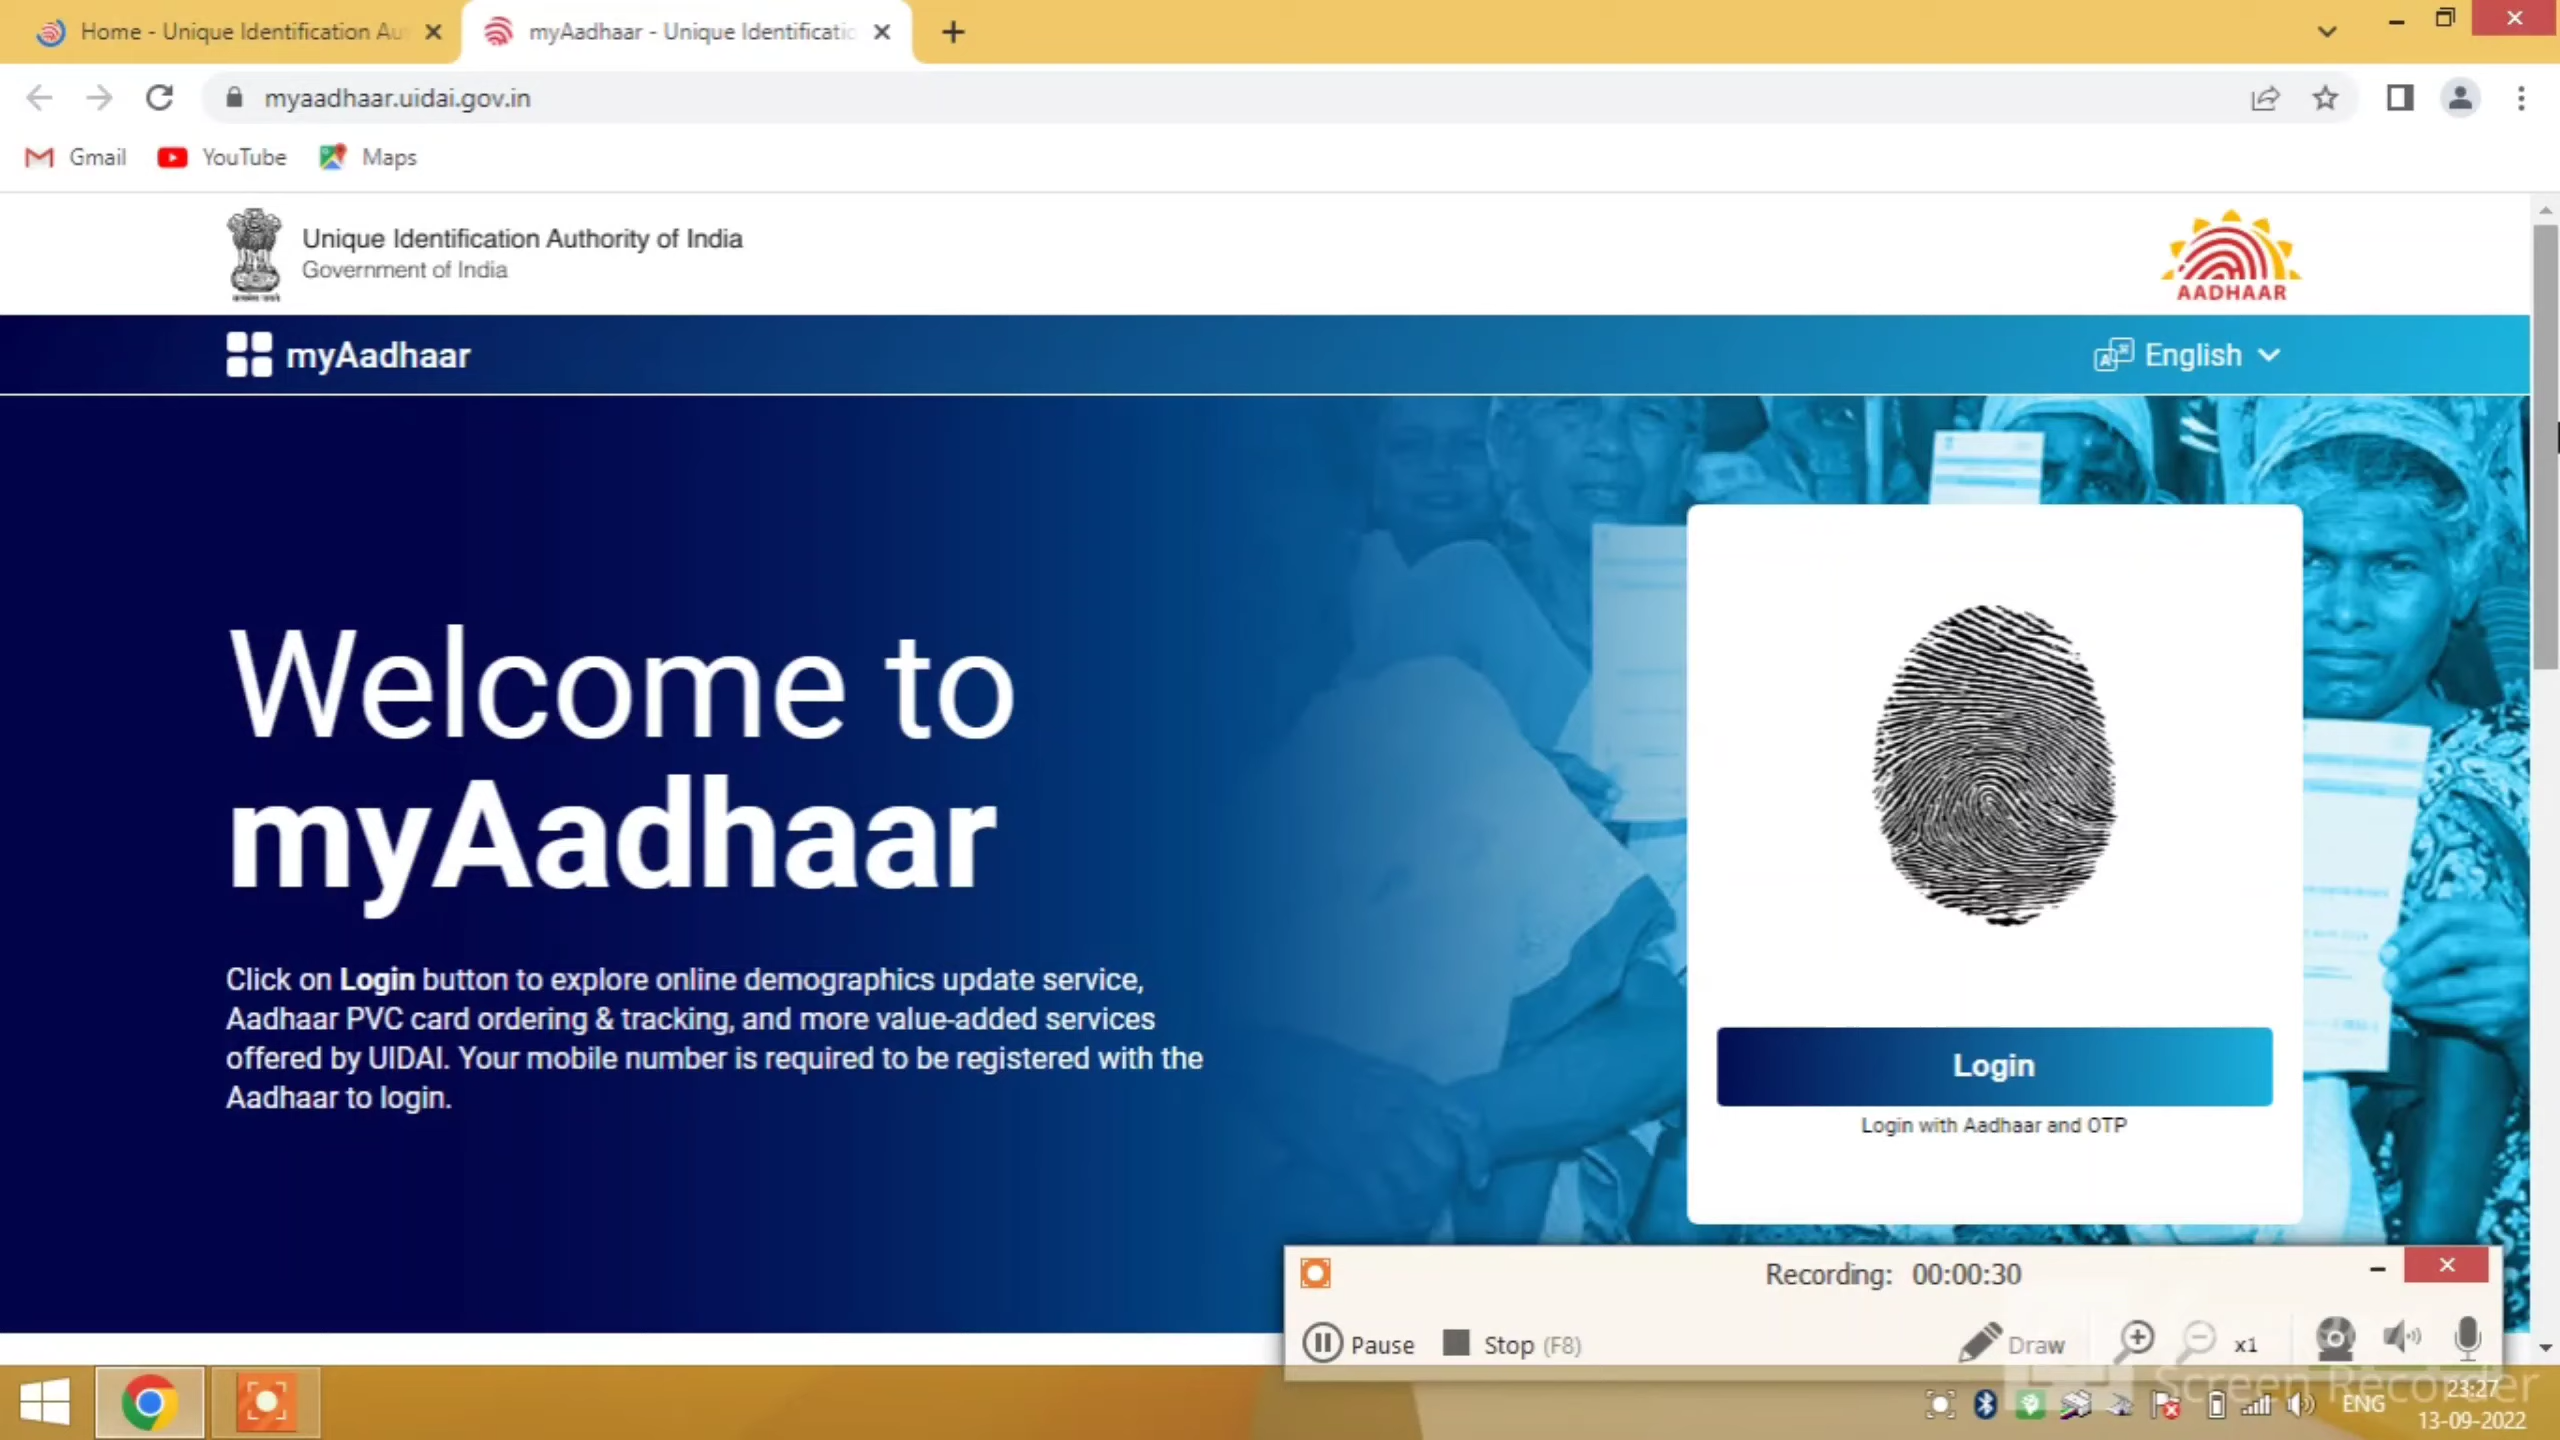 Home - Unique Identification Au
myAadhaar - Unique Identificatio
myaadhaar.uidai.gov.in
Gmail
YouTube
Maps
Unique Identification Authority of India
Government of India
AADHAAR
myAadhaar
English
Welcome to
myAadhaar
Click on Login button to explore online demographics update service,
Aadhaar PVC card ordering & tracking, and more value-added services
offered by UIDAI. Your mobile number is required to be registered with the
Aadhaar to login.
Login
Login with Aadhaar and OTP
Recording: 00:00:30
Pause
Stop (F8)
Draw
x1
Screen Recorder
ENG
23:27
13-09-2022